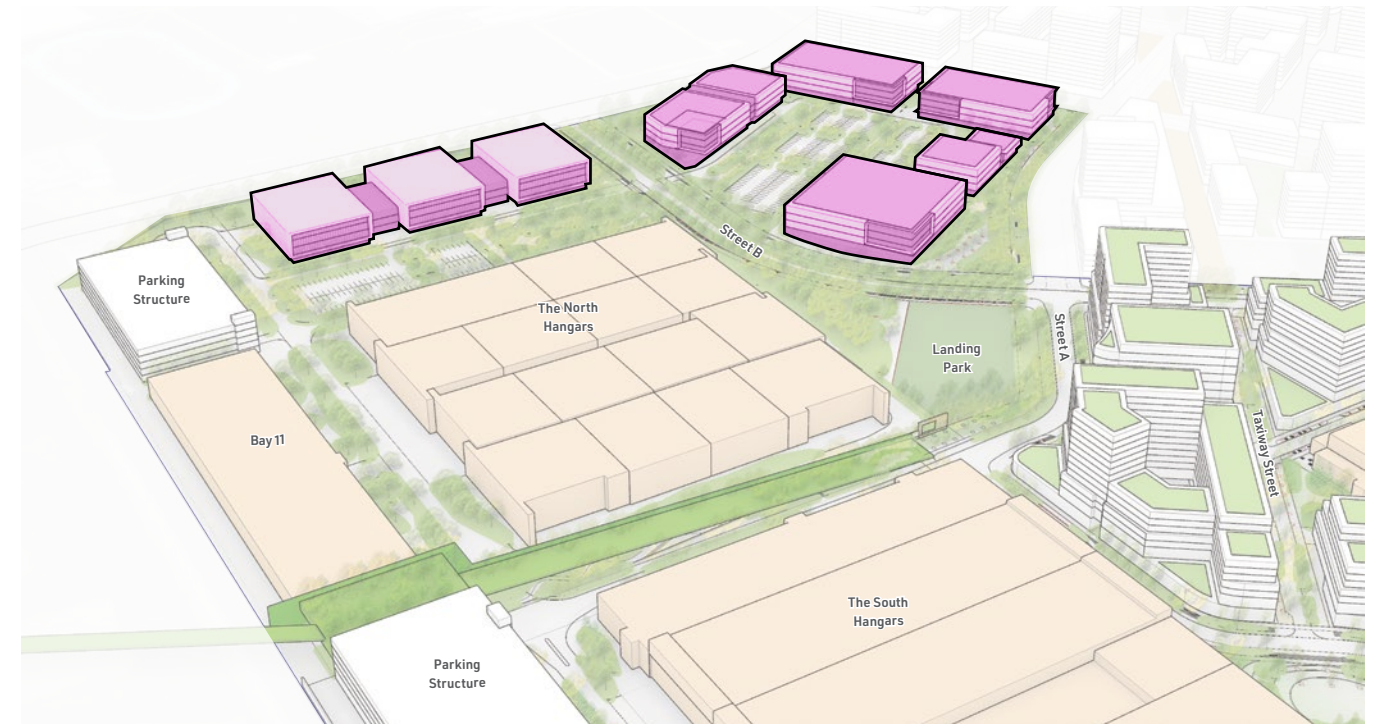 Street B
Parking
Structure
The North
Hangars
Street A
Landing
Park
Taxiway Street
Bay 11
The South
Hangars
Parking
Structure